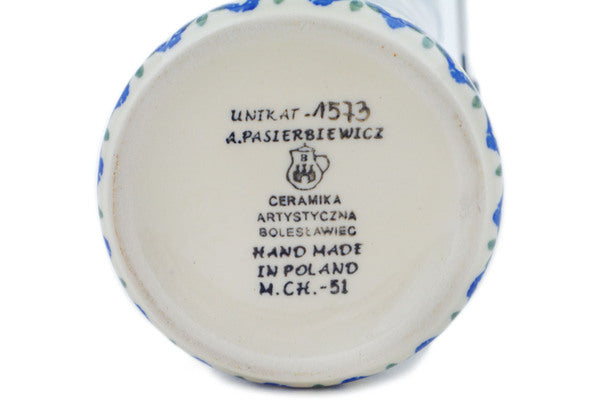 UNIKAT-1573
A.PASIERBIEWICZ
B
CERAMIKA
ARTYSTYCZNA
BOLESŁAWIEC
HAND MADE
IN POLAND
M.CH.-51